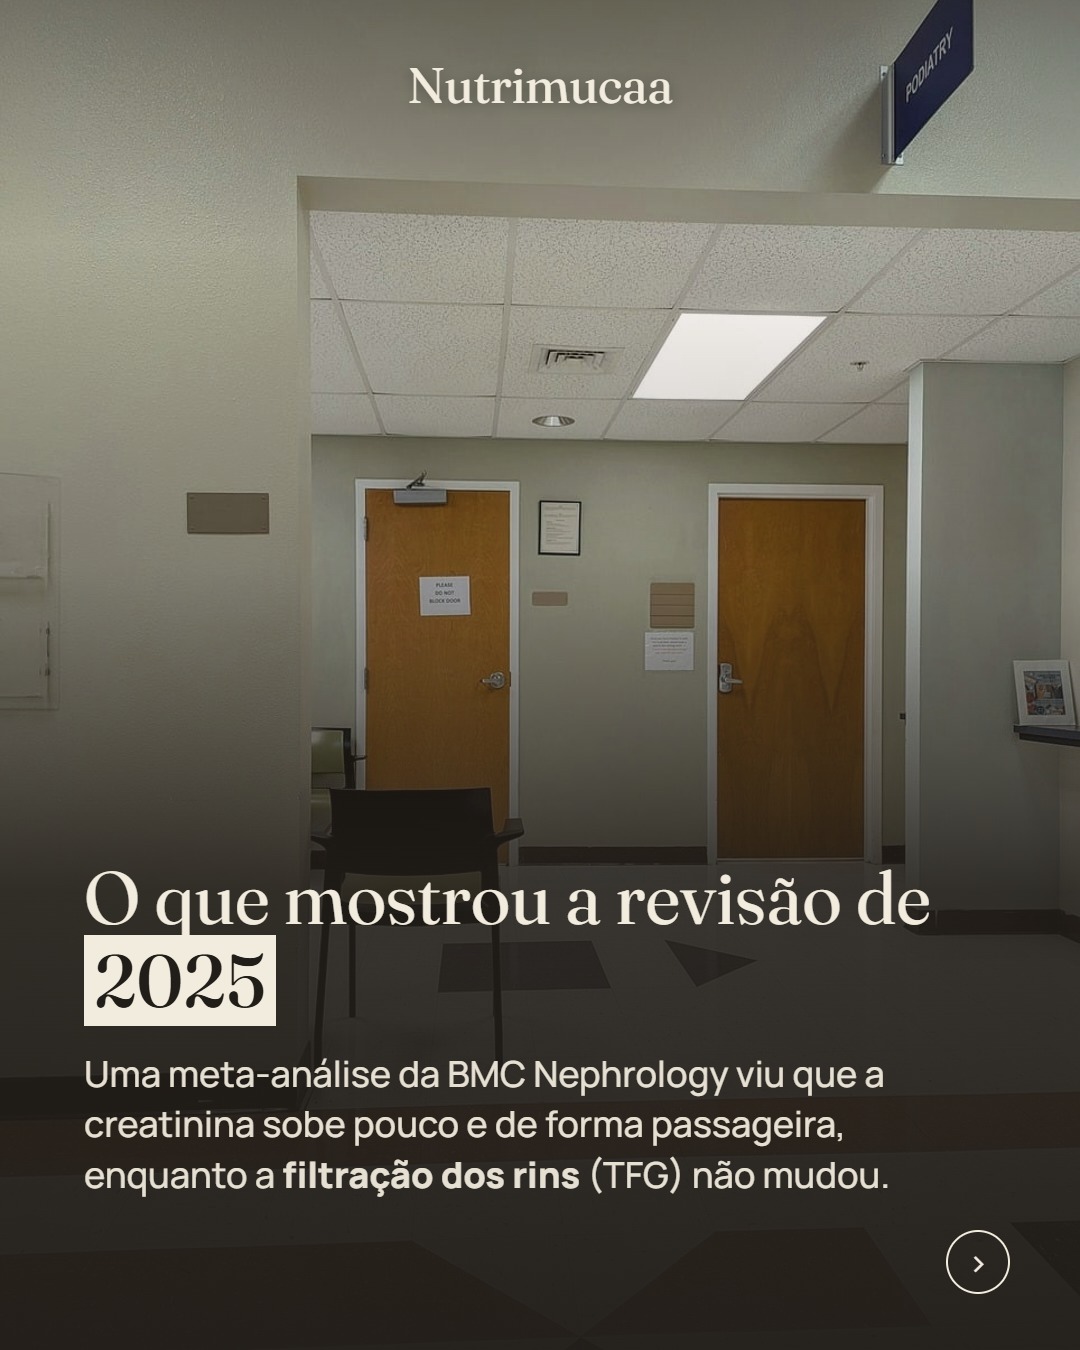 Nutrimucaa
PODIATRY
PLEASE
DO NOT
BLOCK DOOR
O que mostrou a revisão de
2025
Uma meta-análise da BMC Nephrology viu que a
creatinina sobe pouco e de forma passageira,
enquanto a filtração dos rins (TFG) não mudou.